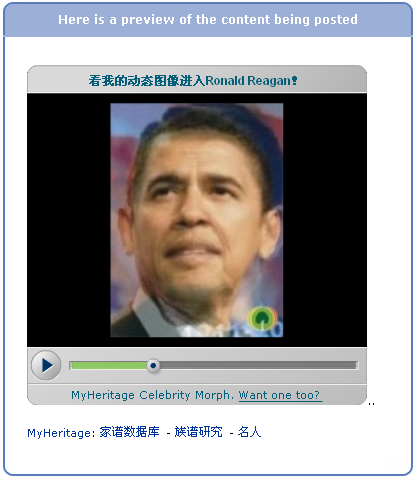 Here is a preview of the content being posted
看我的动态图像进入Ronald Reagan!
MyHeritage Celebrity Morph. Want one too?
..
MyHeritage: 家谱数据库 - 族谱研究 - 名人